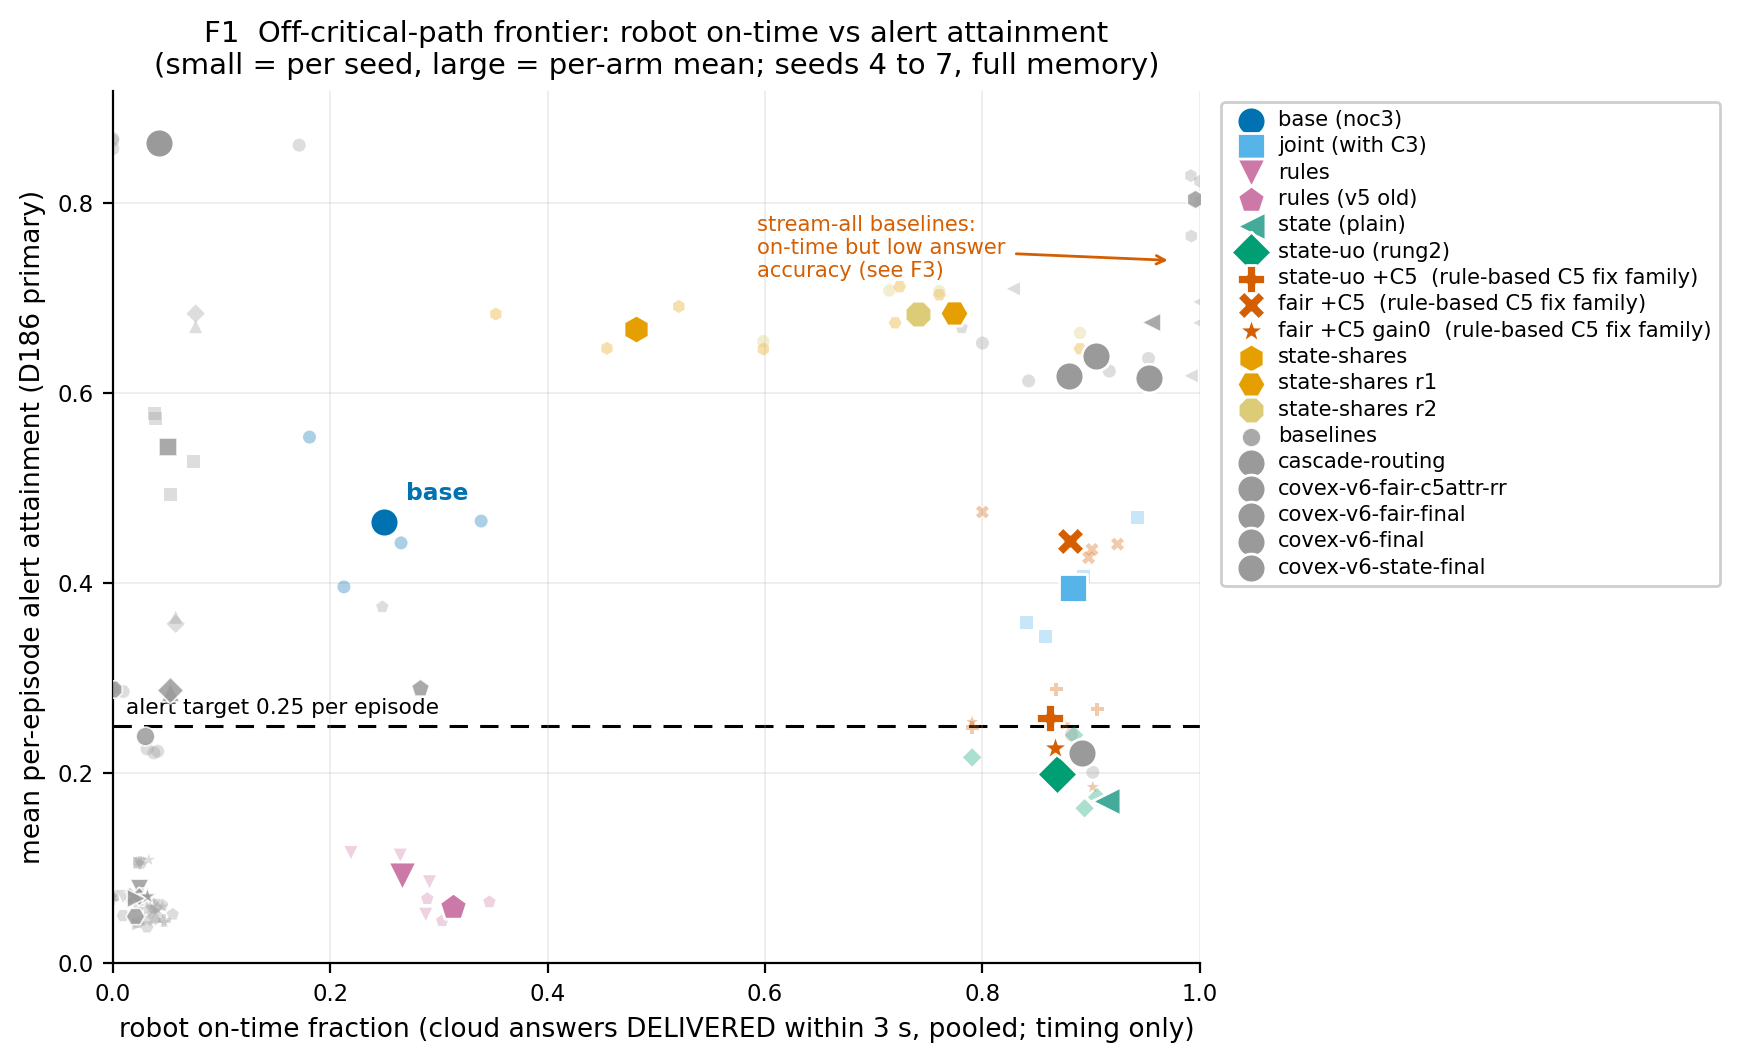 F1  Off-critical-path frontier: robot on-time vs alert attainment
(small = per seed, large = per-arm mean; seeds 4 to 7, full memory)
mean per-episode alert attainment (D186 primary)
0.8
0.6
0.4
0.2
0.0
stream-all baselines:
on-time but low answer
accuracy (see F3)
base
alert target 0.25 per episode
0.0
0.2
0.4
0.6
0.8
1.0
robot on-time fraction (cloud answers DELIVERED within 3 s, pooled; timing only)
base (noc3)
joint (with C3)
rules
rules (v5 old)
state (plain)
state-uo (rung2)
state-uo +C5  (rule-based C5 fix family)
fair +C5  (rule-based C5 fix family)
fair +C5 gain0  (rule-based C5 fix family)
state-shares
state-shares r1
state-shares r2
baselines
cascade-routing
covex-v6-fair-c5attr-rr
covex-v6-fair-final
covex-v6-final
covex-v6-state-final